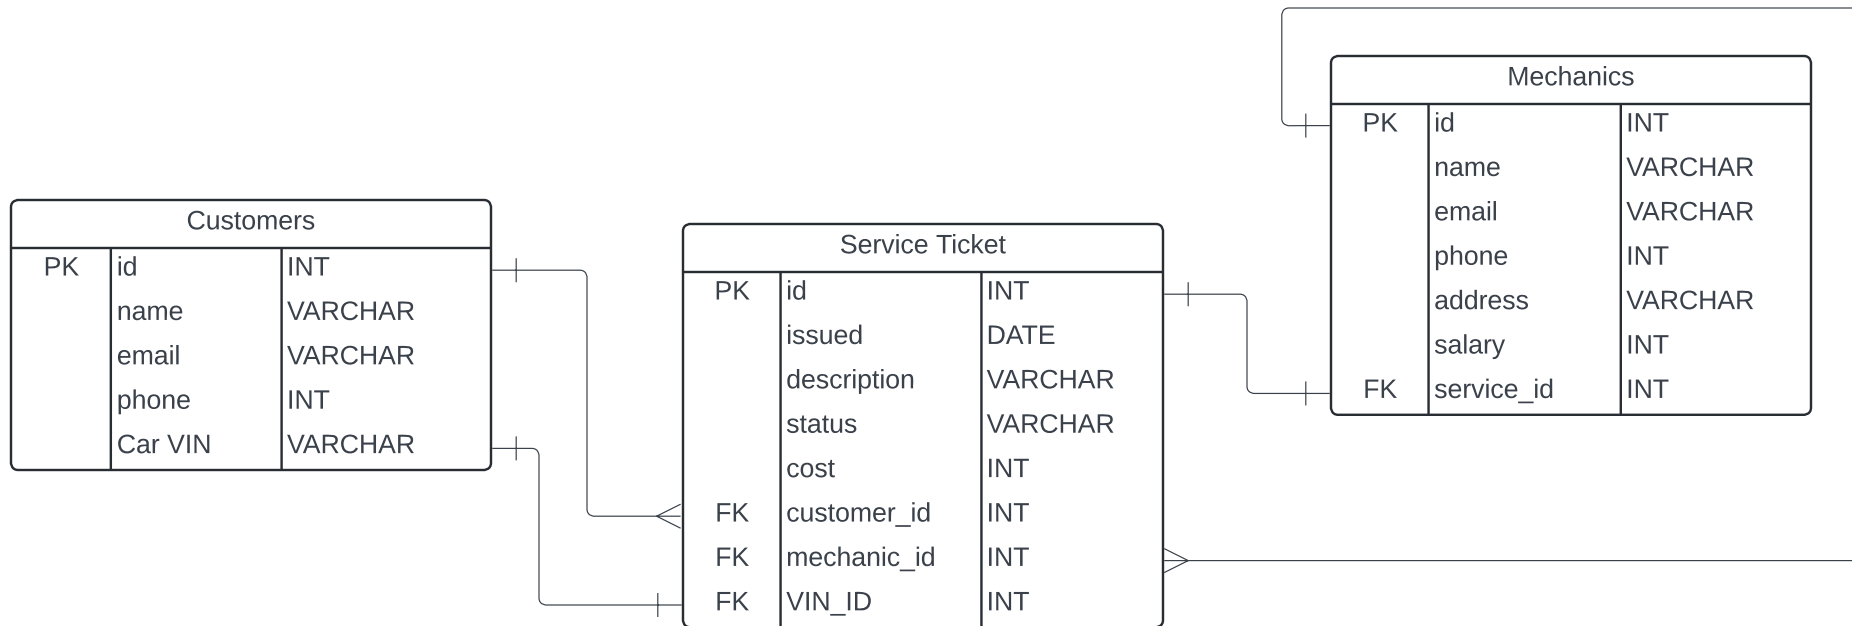 Customers
PK id INT
name VARCHAR
email VARCHAR
phone INT
Car VIN VARCHAR
Service Ticket
PK id INT
issued DATE
description VARCHAR
status VARCHAR
cost INT
FK customer_id INT
FK mechanic_id INT
FK VIN_ID INT
Mechanics
PK id INT
name VARCHAR
email VARCHAR
phone INT
address VARCHAR
salary INT
FK service_id INT